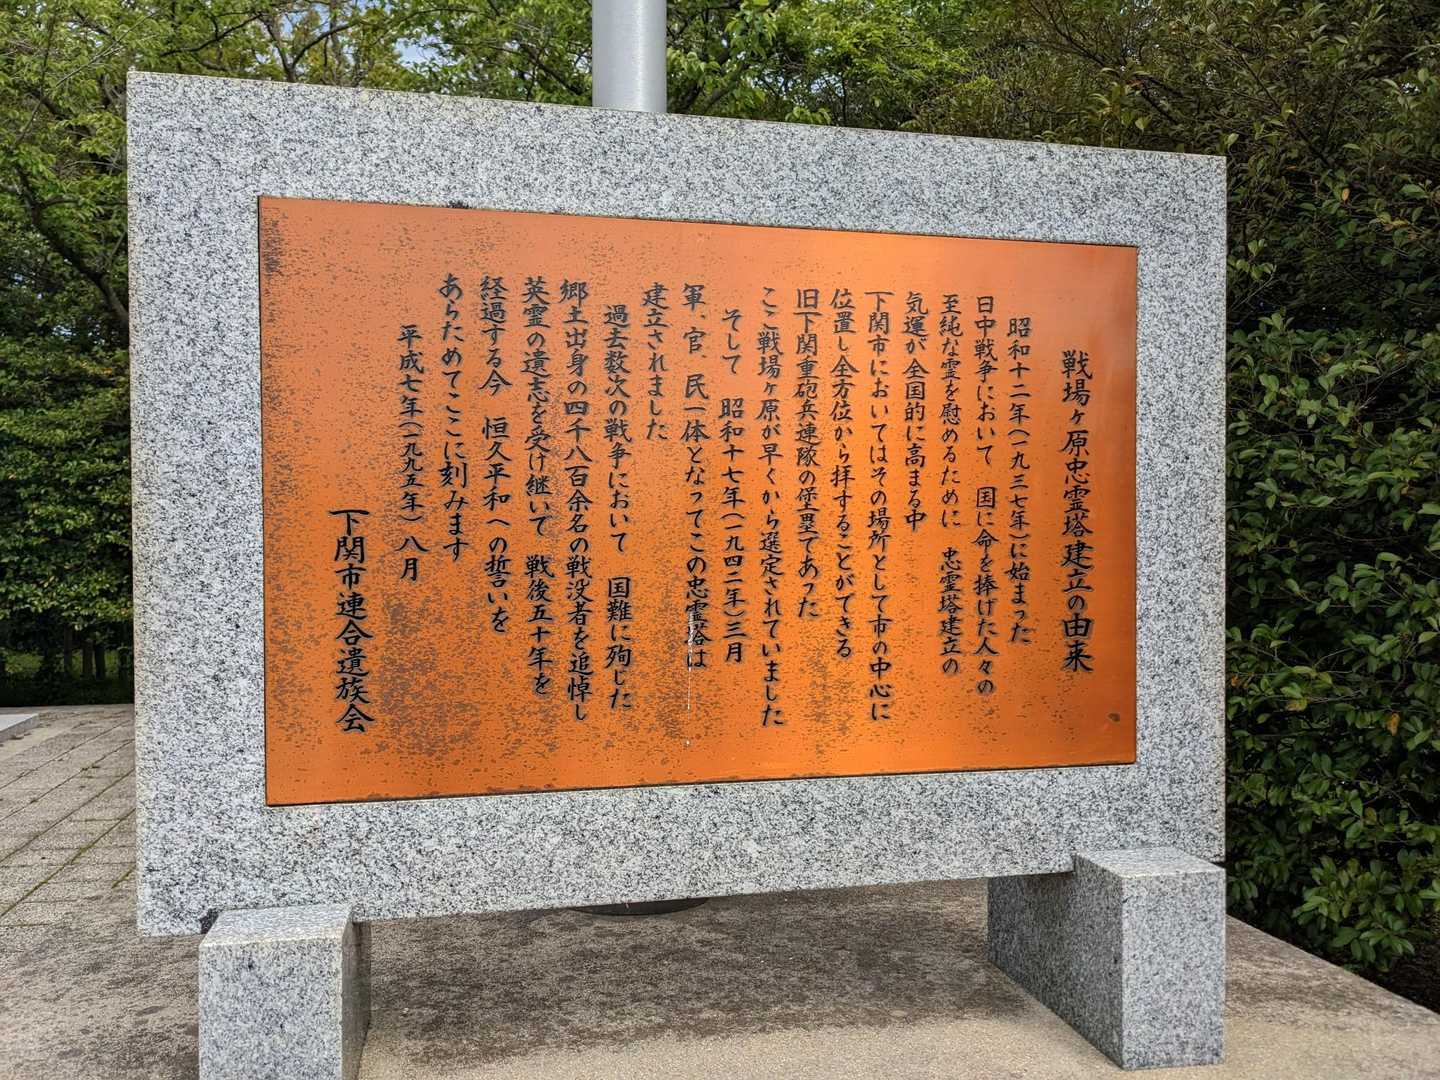 戦場ヶ原忠霊塔建立の由来
昭和十二年(一九三七年)に始まった
日中戦争において　国に命を捧げた人々の
至純な霊を慰めるために　忠霊塔建立の
気運が全国的に高まる中
下関市においてはその場所として市の中心に
位置し全方位から拝することができる
旧下関重砲兵連隊の堡塁であった
ここ戦場ヶ原が早くから選定されていました
そして　昭和十七年(一九四二年)三月
軍、官、民一体となってこの忠霊塔は
建立されました
過去数次の戦争において　国難に殉じた
郷土出身の四千八百余名の戦没者を追悼し
英霊の遺志を受け継いで　戦後五十年を
経過する今　恒久平和への誓いを
あらためてここに刻みます
平成七年(一九九五年)　八月
下関市連合遺族会